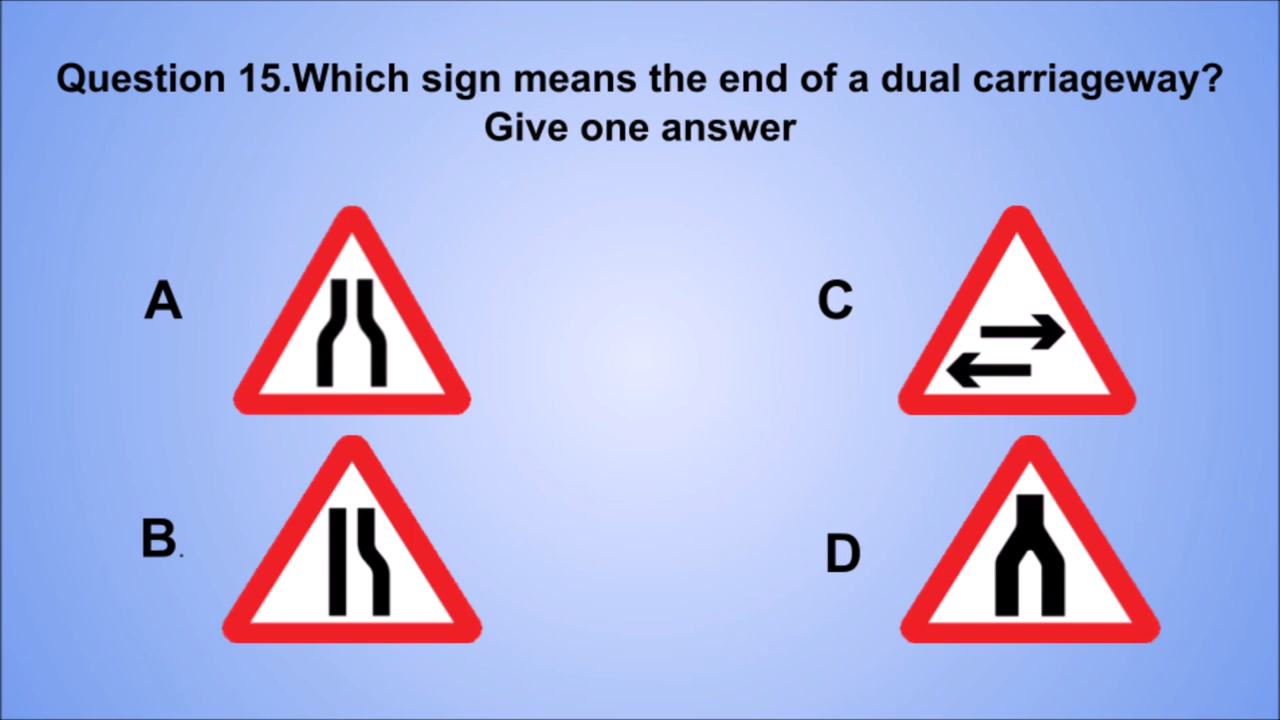 Question 15.Which sign means the end of a dual carriageway?
Give one answer
A
C
B.
D